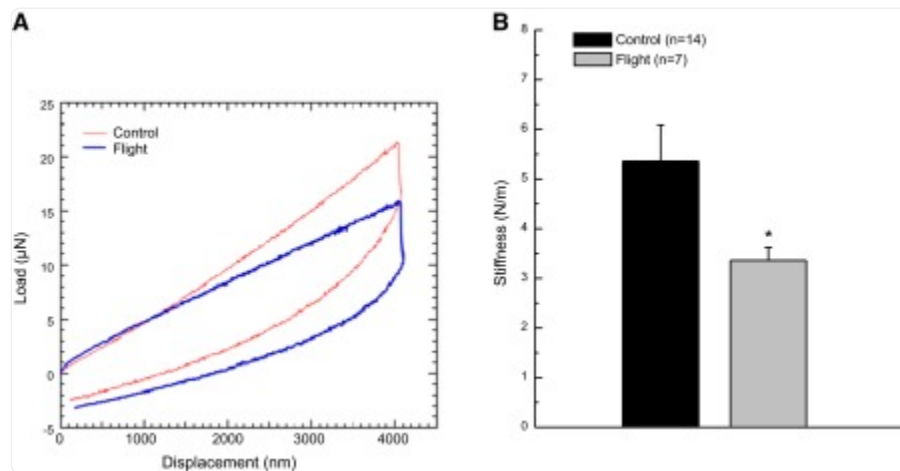 A
25
20
15
10
5
0
-5
Load (µN)
Control
Flight
0 1000 2000 3000 4000
Displacement (nm)
B
8
7
6
5
4
3
2
1
0
Stiffness (N/m)
Control (n=14)
Flight (n=7)
*